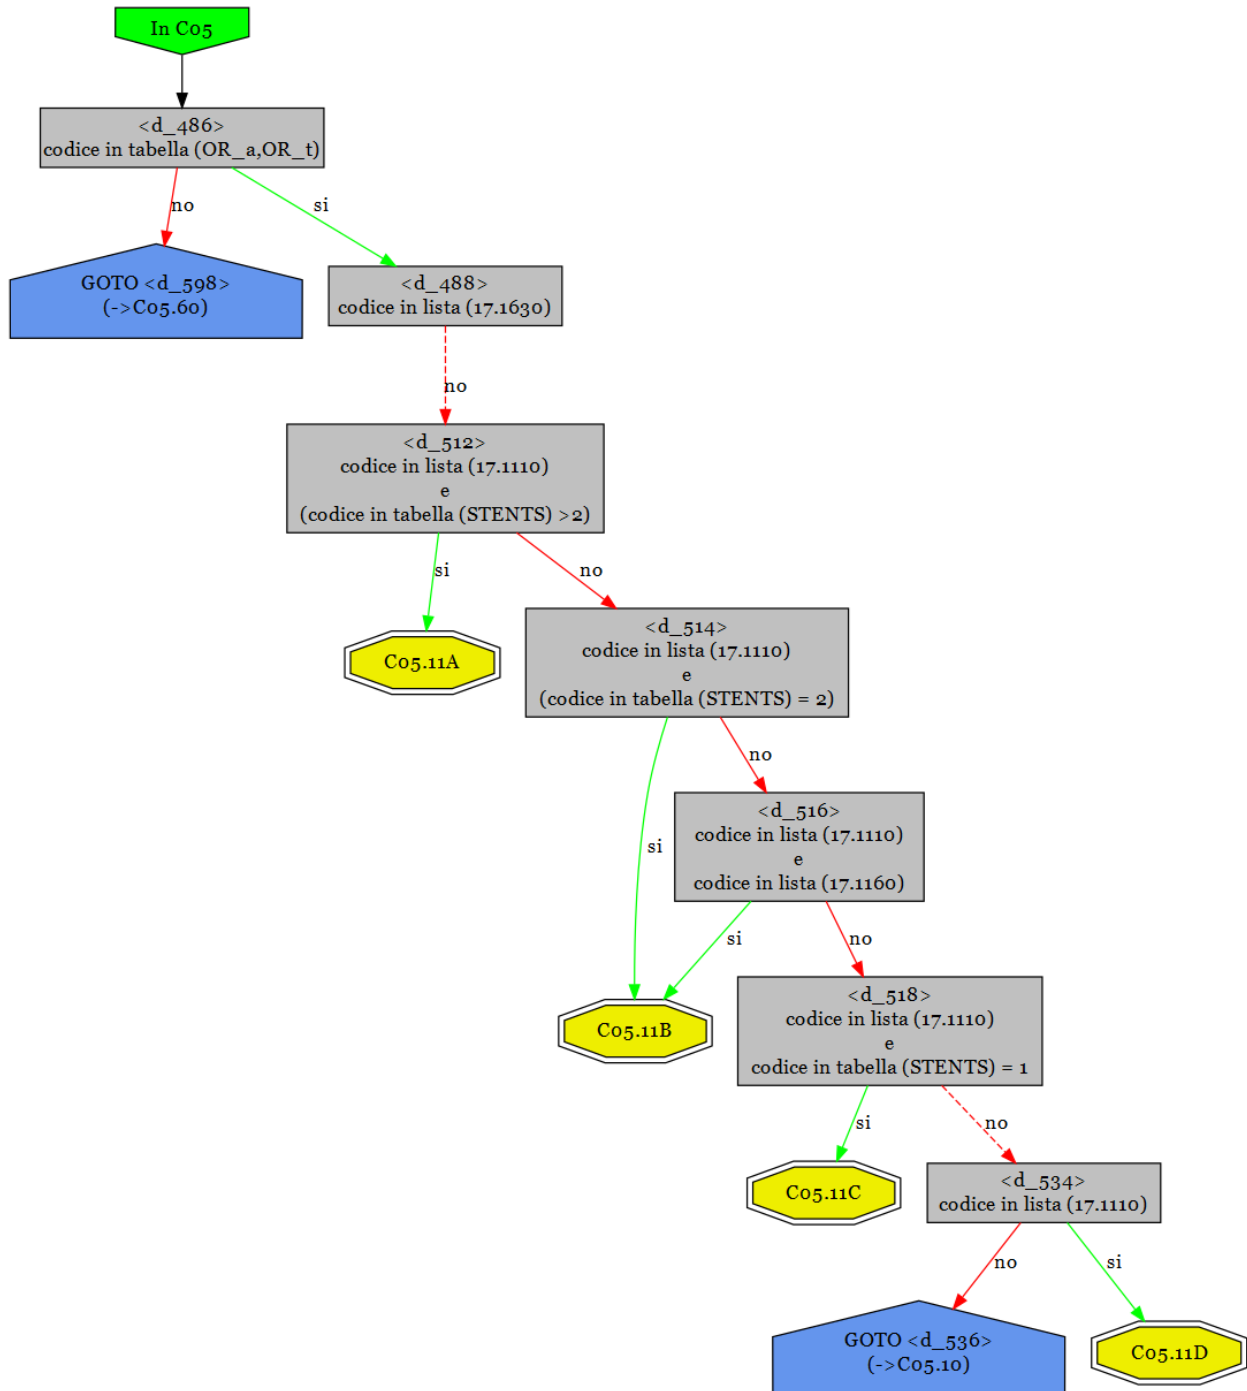 In C05
<d_486>
codice in tabella (OR_a,OR_t)
no
si
GOTO <d_598>
(->C05.60)
<d_488>
codice in lista (17.1630)
no
<d_512>
codice in lista (17.1110)
e
(codice in tabella (STENTS) >2)
si
no
C05.11A
<d_514>
codice in lista (17.1110)
e
(codice in tabella (STENTS) = 2)
no
si
<d_516>
codice in lista (17.1110)
e
codice in lista (17.1160)
si
no
C05.11B
<d_518>
codice in lista (17.1110)
e
codice in tabella (STENTS) = 1
si
no
C05.11C
<d_534>
codice in lista (17.1110)
no
si
GOTO <d_536>
(->C05.10)
C05.11D